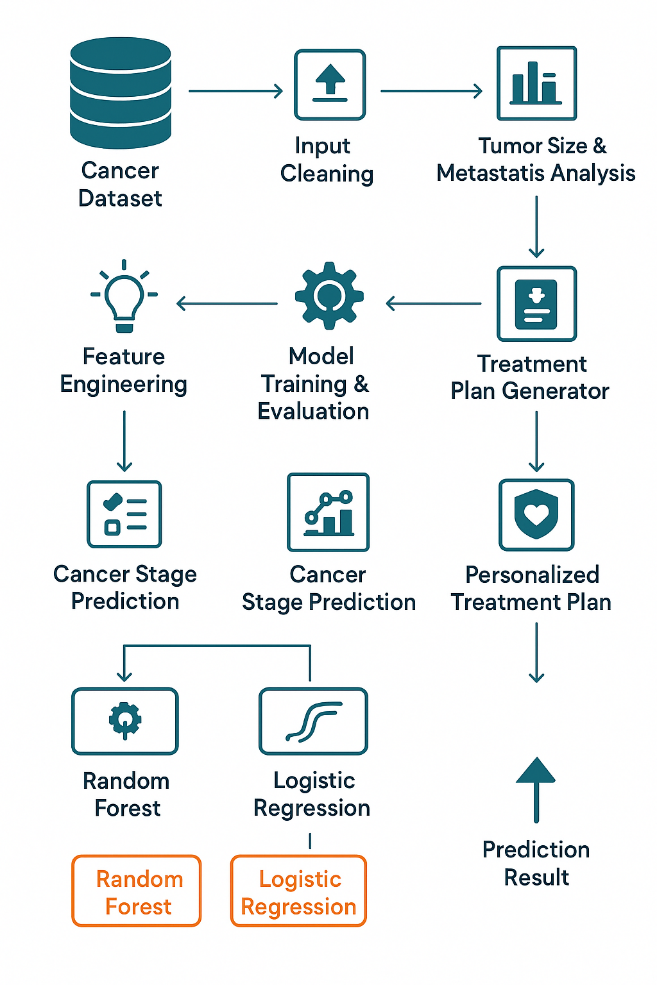 Cancer
Dataset
Input
Cleaning
Tumor Size &
Metastatis Analysis
Feature
Engineering
Model
Training &
Evaluation
Treatment
Plan Generator
Cancer Stage
Prediction
Cancer
Stage Prediction
Personalized
Treatment Plan
Random
Forest
Logistic
Regression
Prediction
Result
Random
Forest
Logistic
Regression